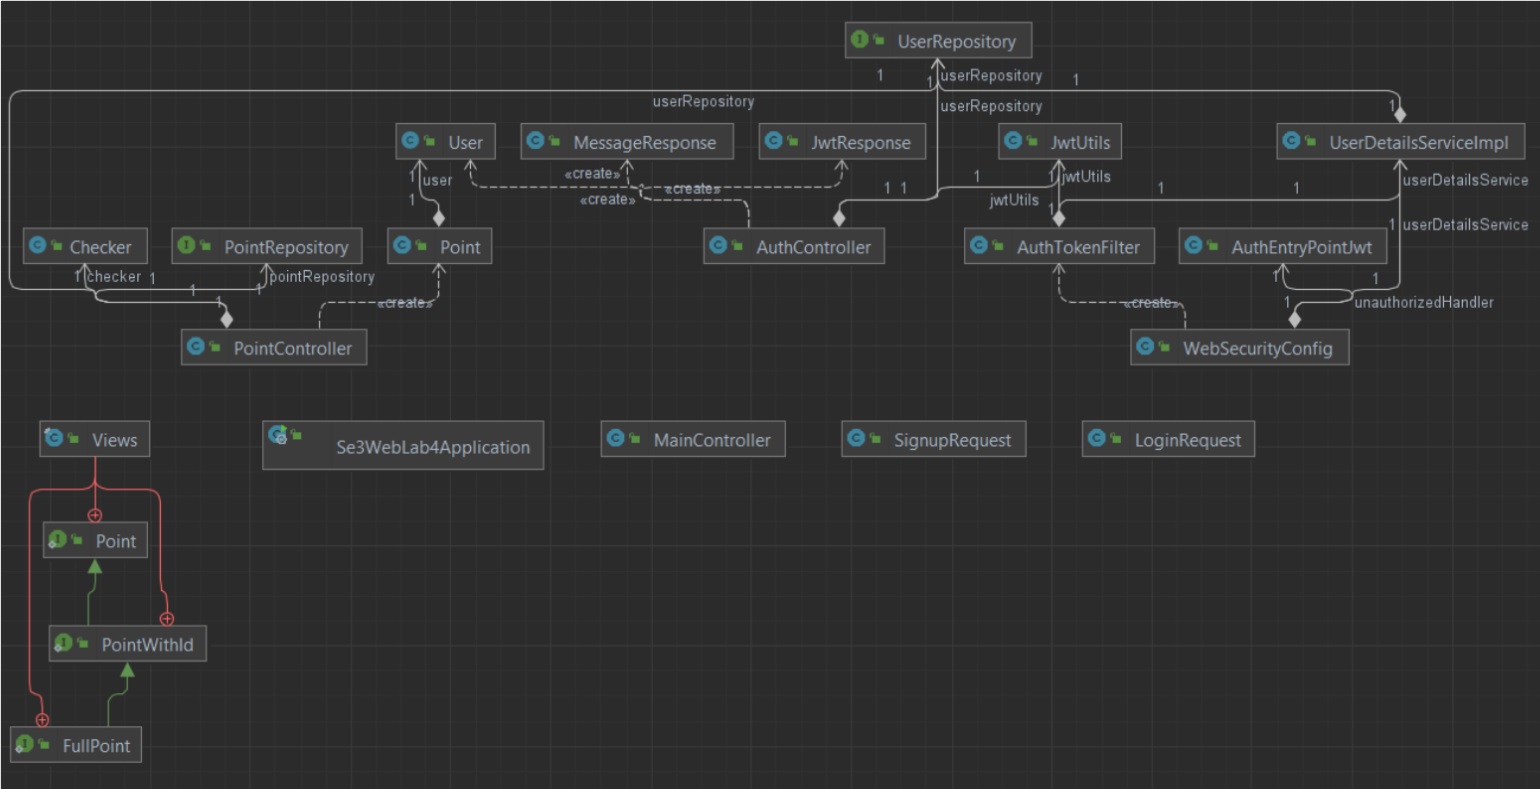 UserRepository
1
1
userRepository
1
userRepository
userRepository
1
User
MessageResponse
JwtResponse
JwtUtils
UserDetailsServiceImpl
1
user
«create»
«create»
1
1
jwtUtils
userDetailsService
1
«create»
1
1
jwtUtils
1
1
1
1
userDetailsService
Checker
PointRepository
Point
AuthController
AuthTokenFilter
AuthEntryPointJwt
1
checker
1
pointRepository
1
1
1
1
«create»
1
1
«create»
1
unauthorizedHandler
PointController
WebSecurityConfig
Views
Se3WebLab4Application
MainController
SignupRequest
LoginRequest
Point
PointWithId
FullPoint